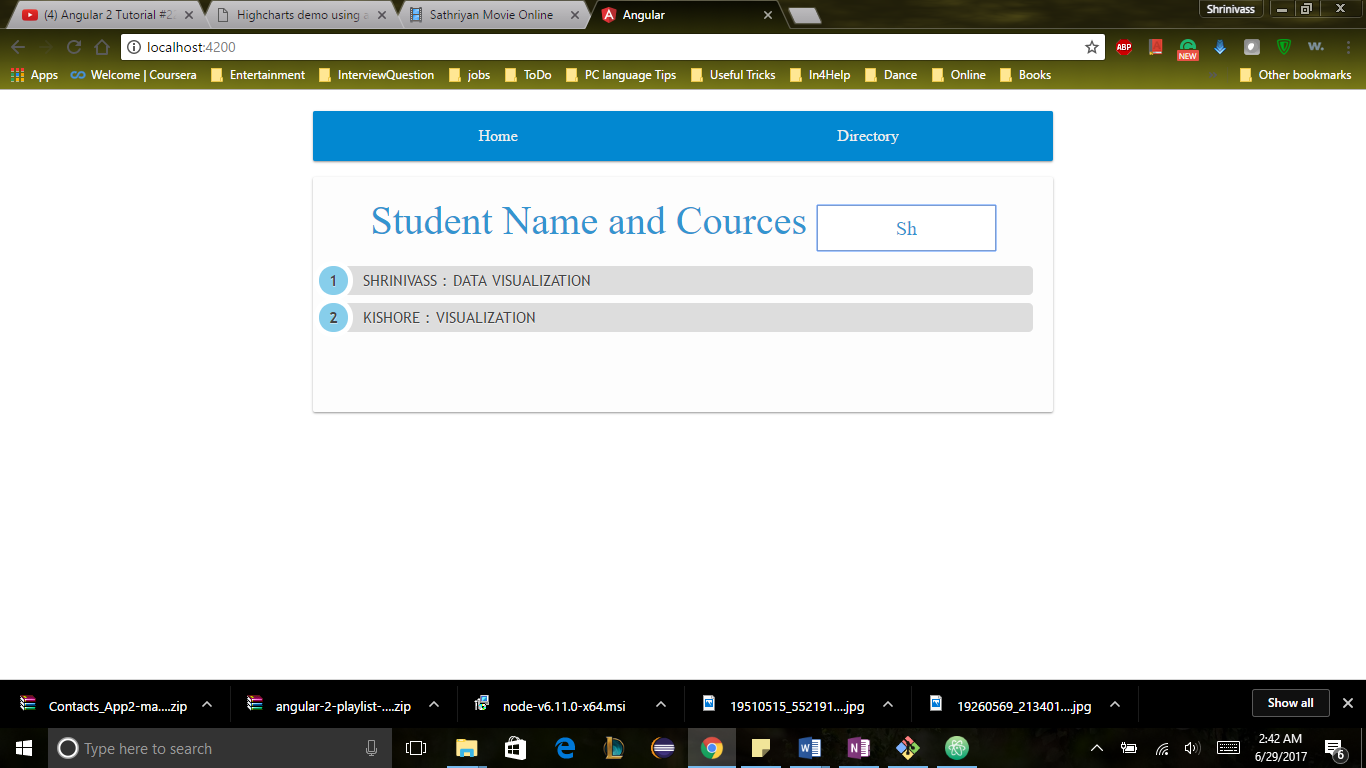 (4) Angular 2 Tutorial #2
Highcharts demo using a
Sathriyan Movie Online
Angular
Shrinivass
localhost:4200
ABP
NEW
w.
Apps
Welcome | Coursera
Entertainment
InterviewQuestion
jobs
ToDo
PC language Tips
Useful Tricks
In4Help
Dance
Online
Books
Other bookmarks
Home
Directory
Student Name and Cources
Sh
1 SHRINIVASS : DATA VISUALIZATION
2 KISHORE : VISUALIZATION
Contacts_App2-ma....zip
angular-2-playlist-....zip
node-v6.11.0-x64.msi
19510515_552191....jpg
19260569_213401....jpg
Show all
Type here to search
2:42 AM
6/29/2017
6